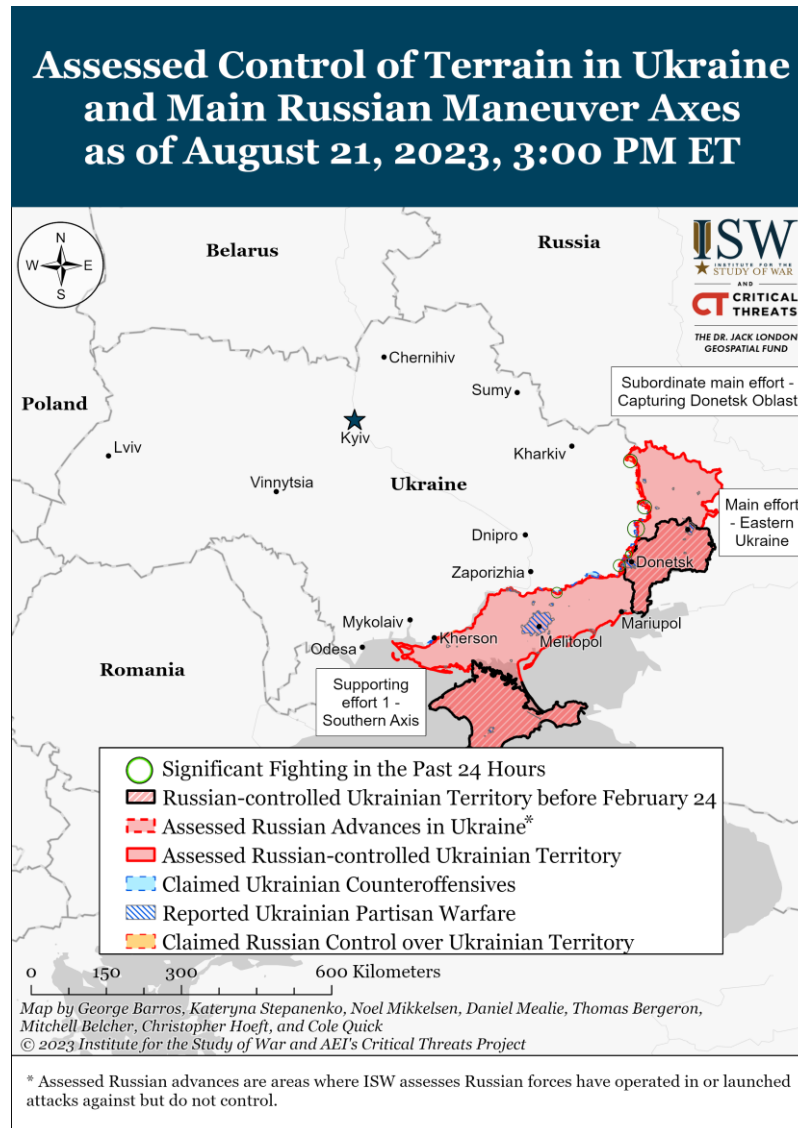 Assessed Control of Terrain in Ukraine
and Main Russian Maneuver Axes
as of August 21, 2023, 3:00 PM ET
N
W E
S
Belarus
Russia
ISW
INSTITUTE FOR THE
STUDY OF WAR
AND
CT CRITICAL
THREATS
THE DR. JACK LONDON
GEOSPATIAL FUND
Chernihiv
Subordinate main effort -
Capturing Donetsk Oblast
Sumy
Poland
Kyiv
Lviv
Kharkiv
Vinnytsia
Ukraine
Main effort
- Eastern
Ukraine
Dnipro
Donetsk
Zaporizhia
Mykolaiv
Mariupol
Kherson
Melitopol
Odesa
Romania
Supporting
effort 1 -
Southern Axis
Significant Fighting in the Past 24 Hours
Russian-controlled Ukrainian Territory before February 24
Assessed Russian Advances in Ukraine*
Assessed Russian-controlled Ukrainian Territory
Claimed Ukrainian Counteroffensives
Reported Ukrainian Partisan Warfare
Claimed Russian Control over Ukrainian Territory
0 150 300 600 Kilometers
Map by George Barros, Kateryna Stepanenko, Noel Mikkelsen, Daniel Mealie, Thomas Bergeron,
Mitchell Belcher, Christopher Hoeft, and Cole Quick
© 2023 Institute for the Study of War and AEI's Critical Threats Project
* Assessed Russian advances are areas where ISW assesses Russian forces have operated in or launched
attacks against but do not control.